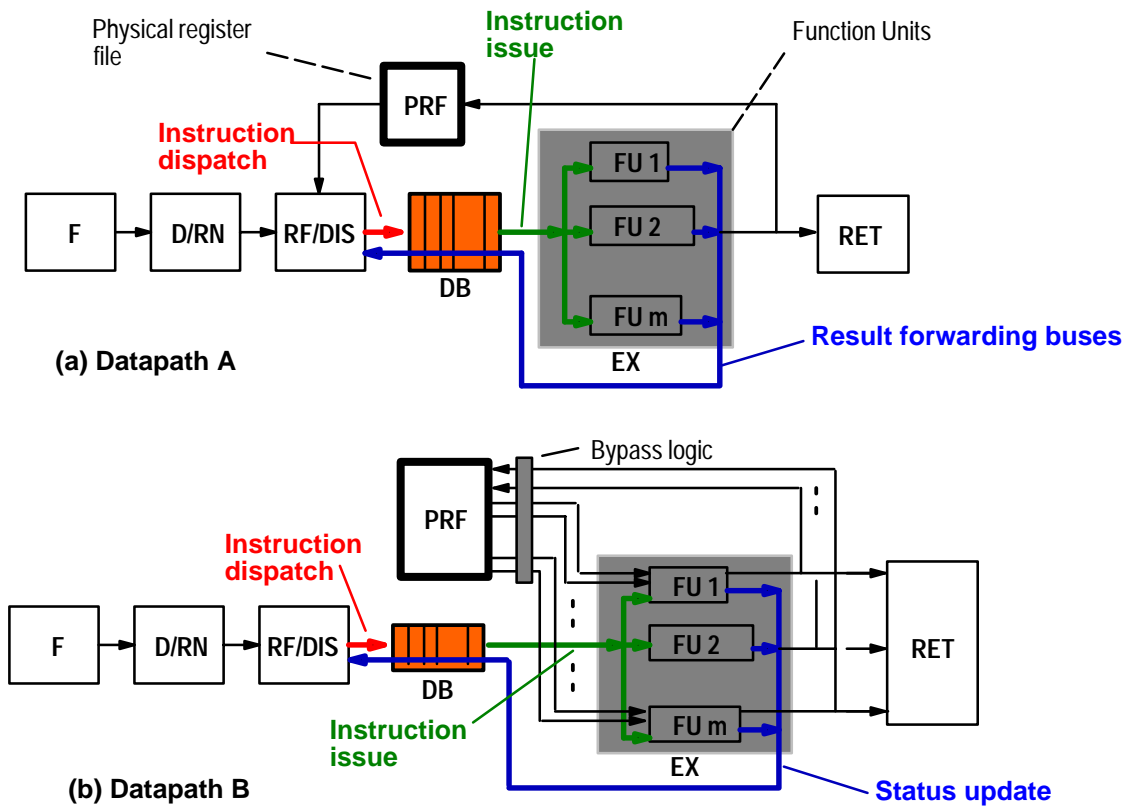 Physical register
file
Instruction
issue
Function Units
PRF
Instruction
dispatch
FU 1
F
D/RN
RF/DIS
FU 2
RET
DB
FU m
EX
Result forwarding buses
(a) Datapath A
Bypass logic
PRF
Instruction
dispatch
FU 1
F
D/RN
RF/DIS
FU 2
RET
DB
FU m
Instruction
issue
EX
(b) Datapath B
Status update